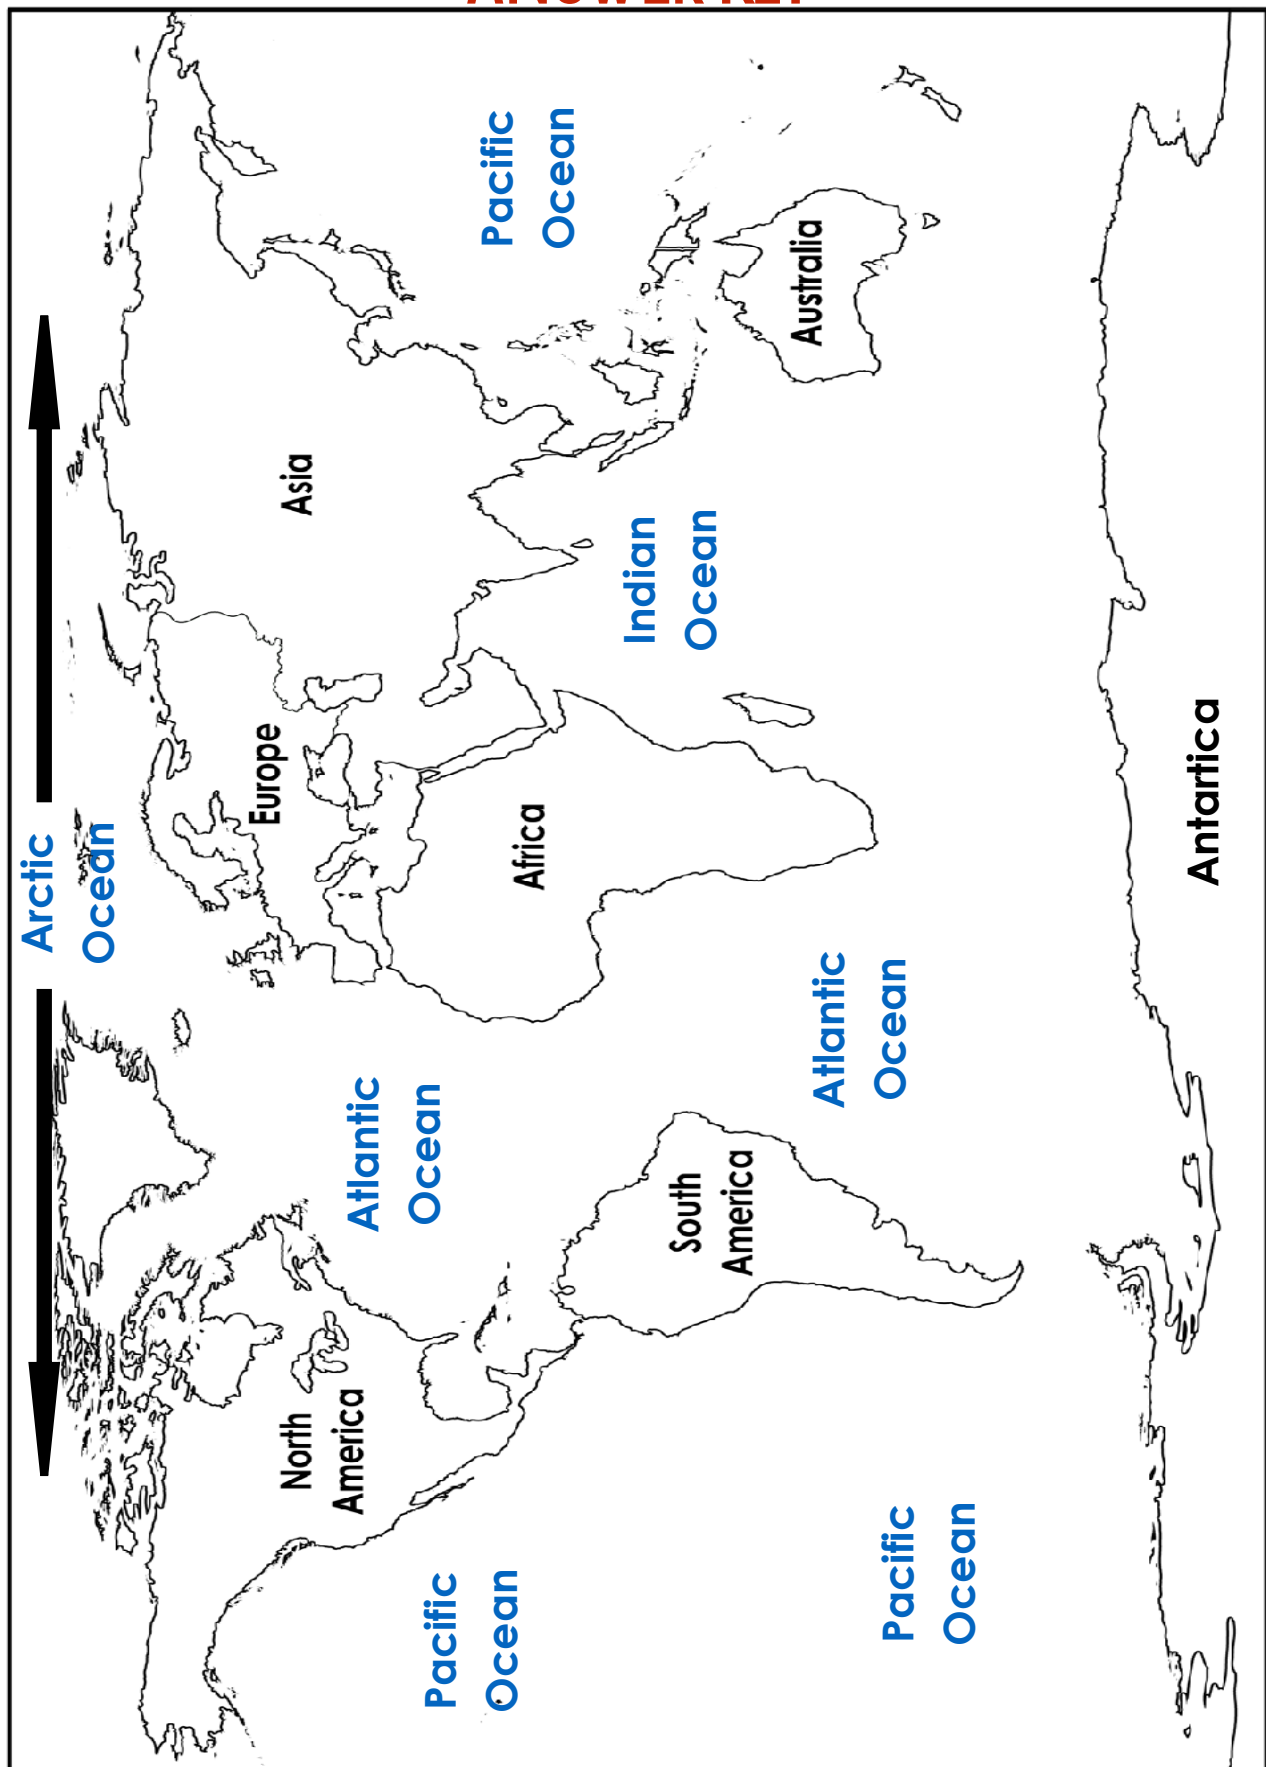 ANSWER KEY
Arctic
Ocean
Europe
North
America
Asia
Atlantic
Ocean
Pacific
Ocean
Pacific
Ocean
Africa
Indian
Ocean
South
America
Australia
Atlantic
Ocean
Pacific
Ocean
Antartica